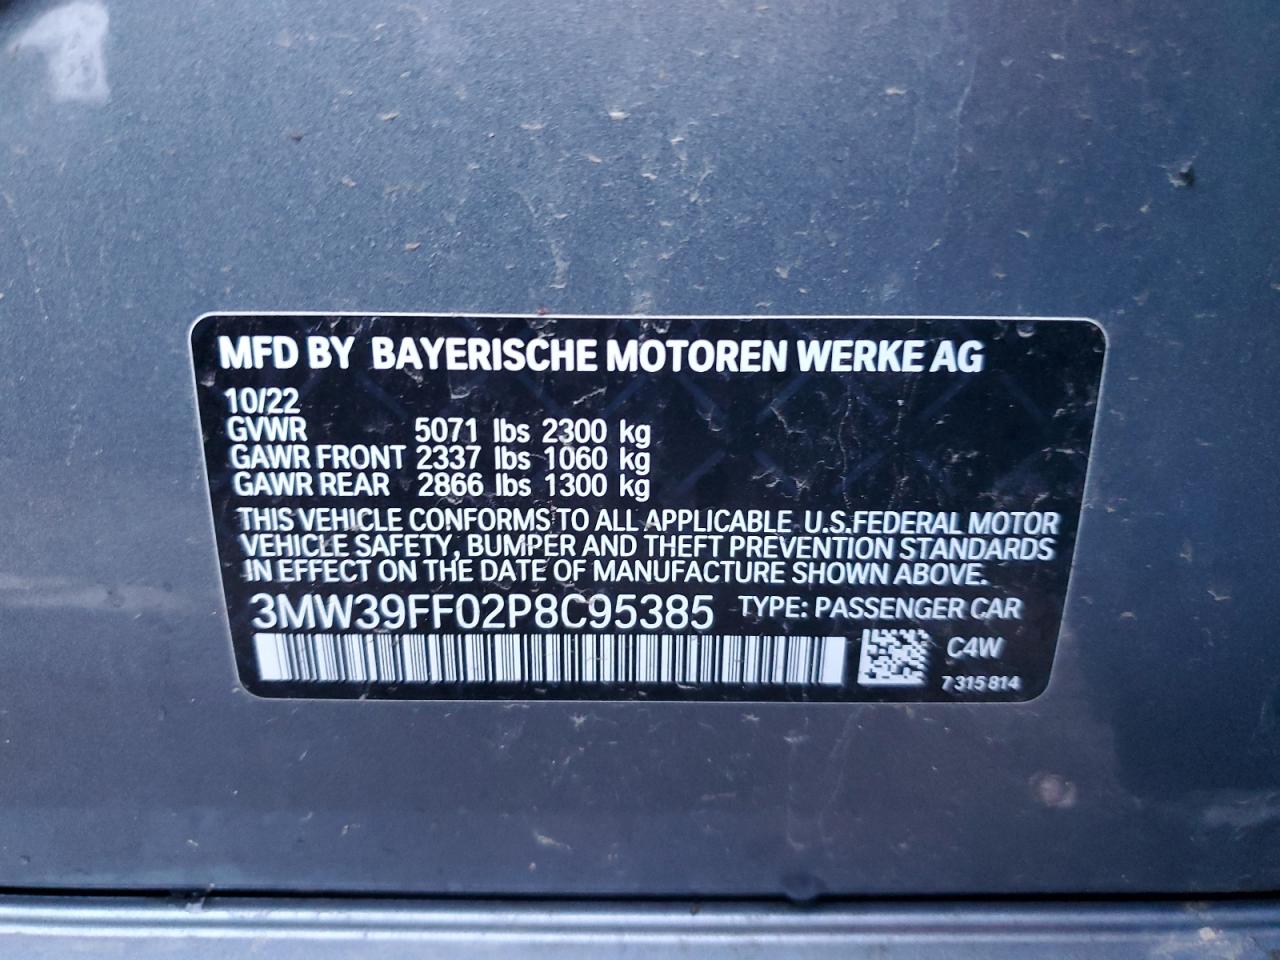 MFD BY BAYERISCHE MOTOREN WERKE AG
10/22
GVWR 5071 lbs 2300 kg
GAWR FRONT 2337 lbs 1060 kg
GAWR REAR 2866 lbs 1300 kg
THIS VEHICLE CONFORMS TO ALL APPLICABLE U.S.FEDERAL MOTOR
VEHICLE SAFETY, BUMPER AND THEFT PREVENTION STANDARDS
IN EFFECT ON THE DATE OF MANUFACTURE SHOWN ABOVE.
3MW39FF02P8C95385 TYPE: PASSENGER CAR
C4W
7 315 814